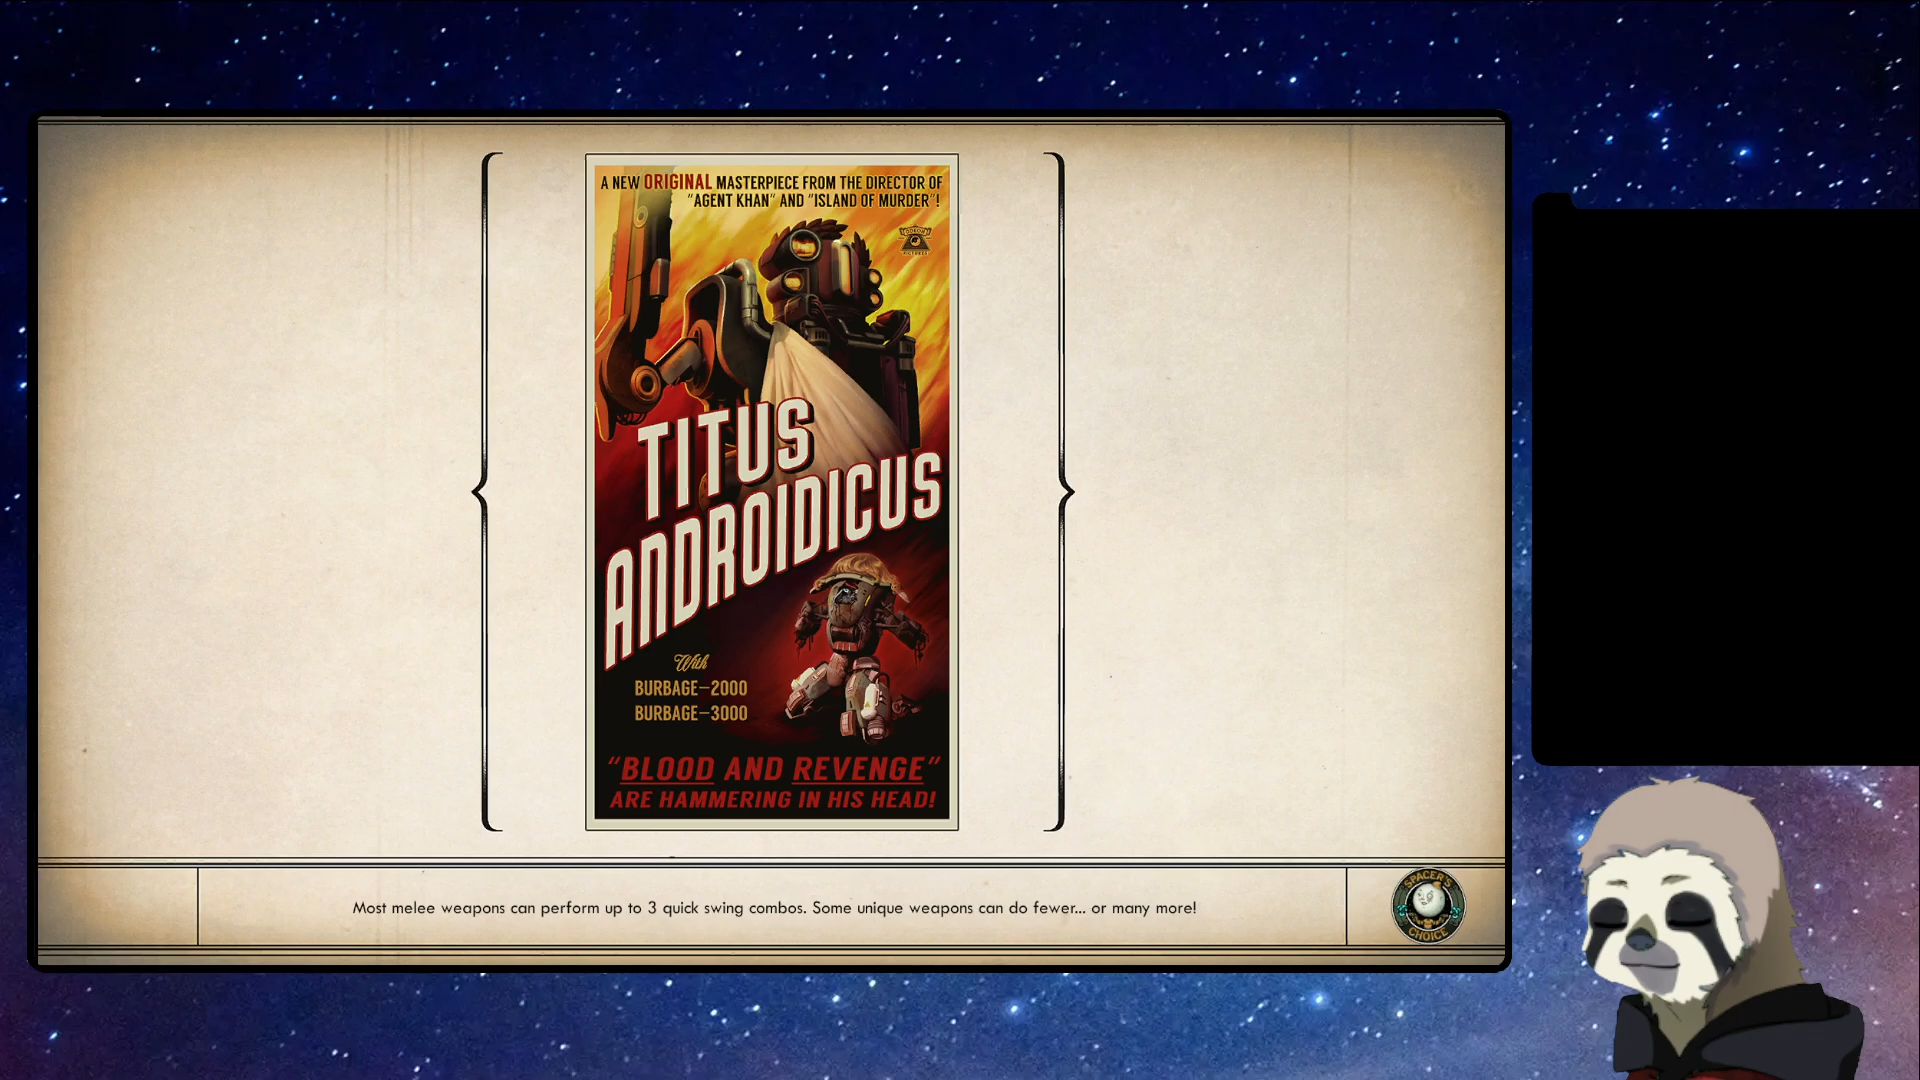 A NEW ORIGINAL MASTERPIECE FROM THE DIRECTOR OF
"AGENT KHAN" AND "ISLAND OF MURDER"!
ODEON
PICTURES
TITUS
ANDROIDICUS
With
BURBAGE-2000
BURBAGE-3000
"BLOOD AND REVENGE"
ARE HAMMERING IN HIS HEAD!
Most melee weapons can perform up to 3 quick swing combos. Some unique weapons can do fewer... or many more!
SPACER'S
CHOICE